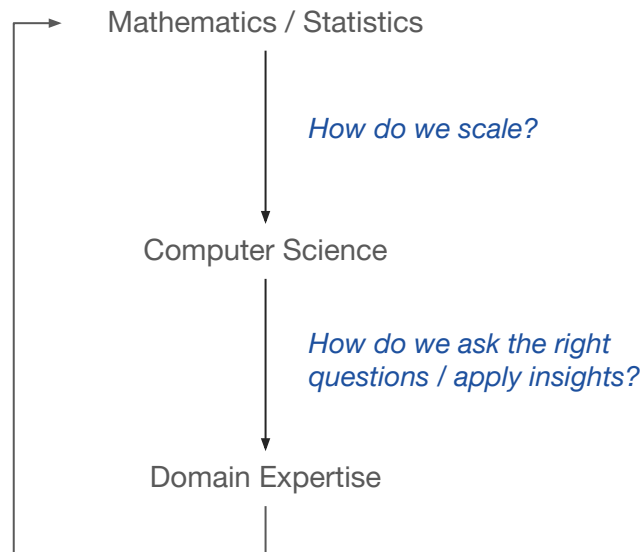 Mathematics / Statistics
How do we scale?
Computer Science
How do we ask the right
questions / apply insights?
Domain Expertise